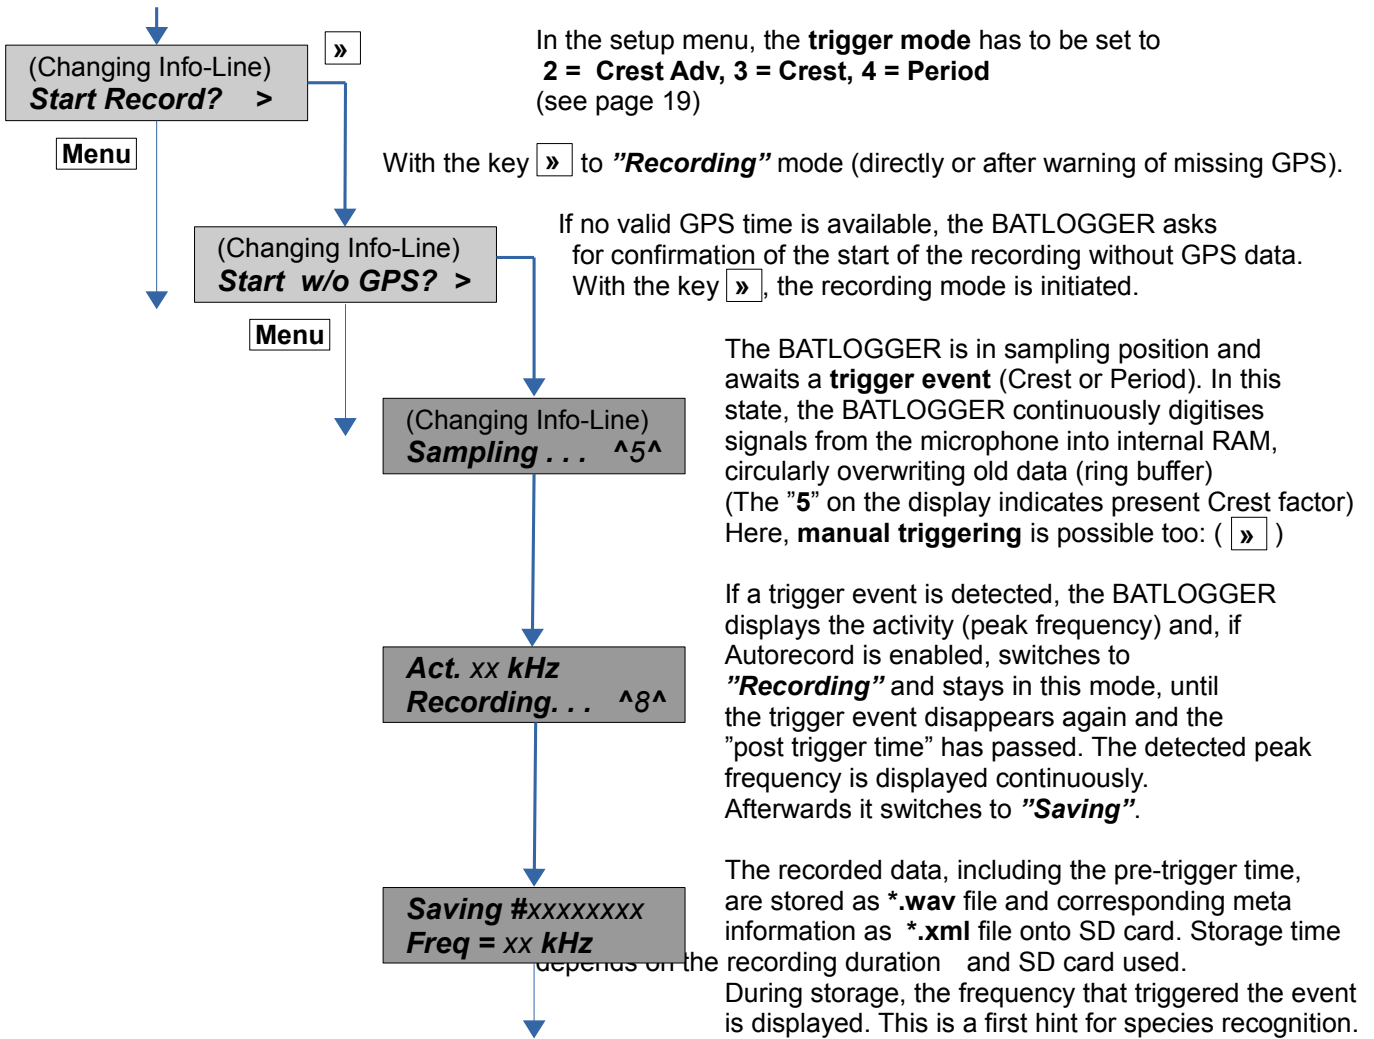 (Changing Info-Line)
Start Record? >
»
In the setup menu, the trigger mode has to be set to
2 = Crest Adv, 3 = Crest, 4 = Period
(see page 19)
Menu
With the key » to ”Recording” mode (directly or after warning of missing GPS).
(Changing Info-Line)
Start w/o GPS? >
If no valid GPS time is available, the BATLOGGER asks
for confirmation of the start of the recording without GPS data.
With the key », the recording mode is initiated.
Menu
(Changing Info-Line)
Sampling . . . ^5^
The BATLOGGER is in sampling position and
awaits a trigger event (Crest or Period). In this
state, the BATLOGGER continuously digitises
signals from the microphone into internal RAM,
circularly overwriting old data (ring buffer)
(The ”5” on the display indicates present Crest factor)
Here, manual triggering is possible too: ( » )
Act. xx kHz
Recording. . . ^8^
If a trigger event is detected, the BATLOGGER
displays the activity (peak frequency) and, if
Autorecord is enabled, switches to
”Recording” and stays in this mode, until
the trigger event disappears again and the
”post trigger time” has passed. The detected peak
frequency is displayed continuously.
Afterwards it switches to ”Saving”.
Saving #xxxxxxxx
Freq = xx kHz
The recorded data, including the pre-trigger time,
are stored as *.wav file and corresponding meta
information as *.xml file onto SD card. Storage time
depends on the recording duration and SD card used.
During storage, the frequency that triggered the event
is displayed. This is a first hint for species recognition.